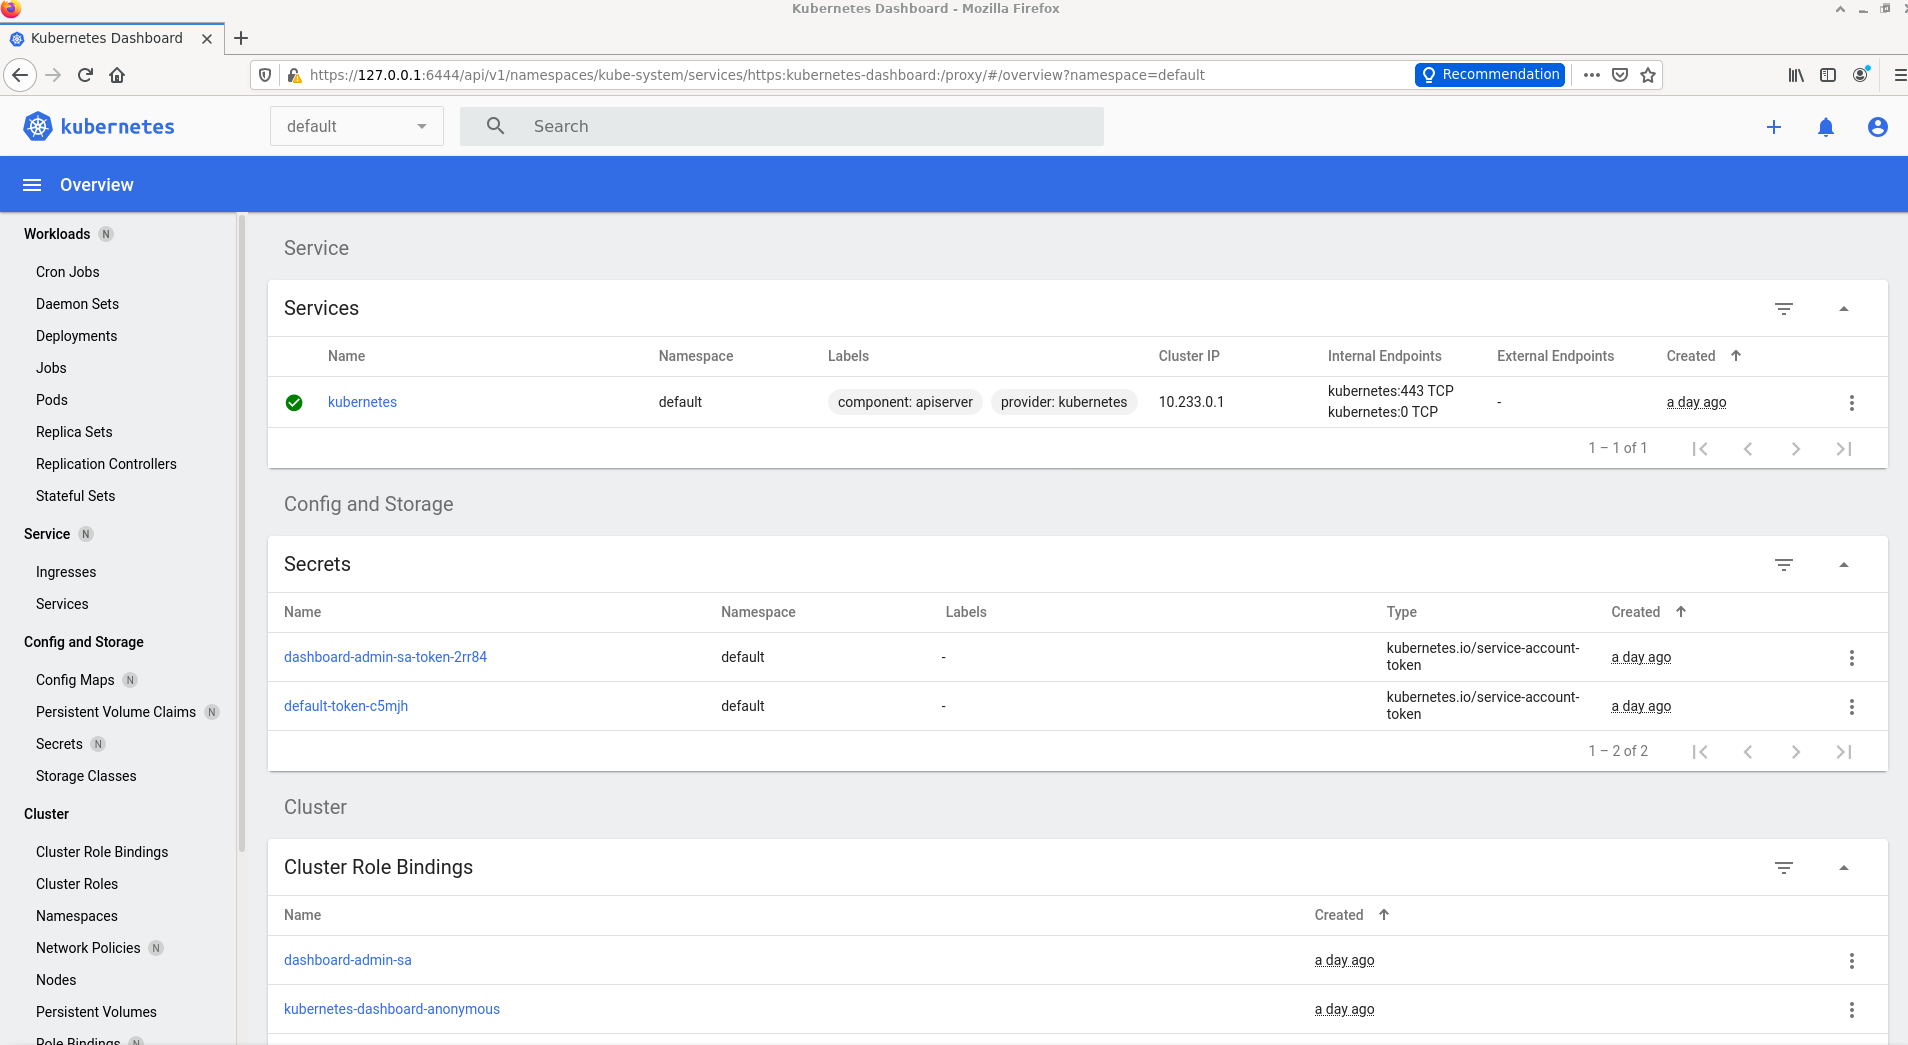 Kubernetes Dashboard - Mozilla Firefox
Kubernetes Dashboard
https://127.0.0.1:6444/api/v1/namespaces/kube-system/services/https:kubernetes-dashboard:/proxy/#/overview?namespace=default
Recommendation
kubernetes
default
Search
Overview
Workloads N
Cron Jobs
Daemon Sets
Deployments
Jobs
Pods
Replica Sets
Replication Controllers
Stateful Sets
Service N
Ingresses
Services
Config and Storage
Config Maps N
Persistent Volume Claims N
Secrets N
Storage Classes
Cluster
Cluster Role Bindings
Cluster Roles
Namespaces
Network Policies N
Nodes
Persistent Volumes
Role Bindings N
Service
Services
Name Namespace Labels Cluster IP Internal Endpoints External Endpoints Created
kubernetes default component: apiserver provider: kubernetes 10.233.0.1 kubernetes:443 TCP - a day ago
kubernetes:0 TCP
1 – 1 of 1
Config and Storage
Secrets
Name Namespace Labels Type Created
dashboard-admin-sa-token-2rr84 default - kubernetes.io/service-account- a day ago
token
default-token-c5mjh default - kubernetes.io/service-account- a day ago
token
1 – 2 of 2
Cluster
Cluster Role Bindings
Name Created
dashboard-admin-sa a day ago
kubernetes-dashboard-anonymous a day ago